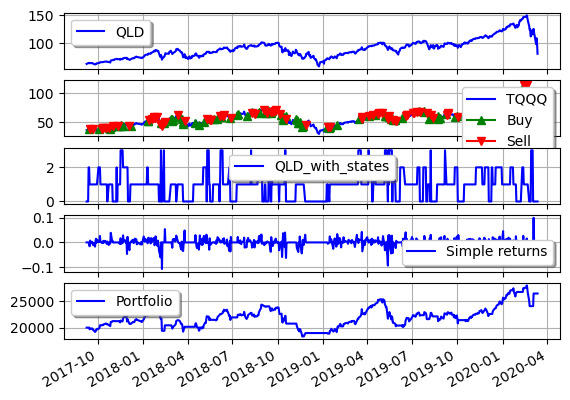 150
QLD
100
100
TQQQ
Buy
50
Sell
2
QLD_with_states
0
0.1
0.0
Simple returns
−0.1
Portfolio
25000
20000
2017-10 2018-01 2018-04 2018-07 2018-10 2019-01 2019-04 2019-07 2019-10 2020-01 2020-04